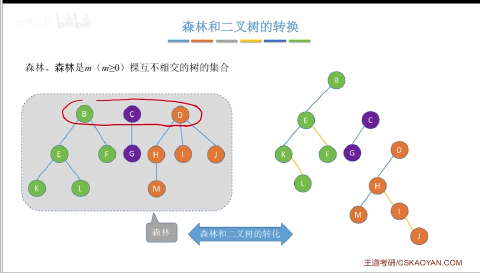 森林和二叉树的转换
森林。森林是m（m≥0）棵互不相交的树的集合
B C D
E F G H I J
K L M
B
E C
K F G D
L H
M I
J
森林
森林和二叉树的转化
王道考研/CSKAOYAN.COM